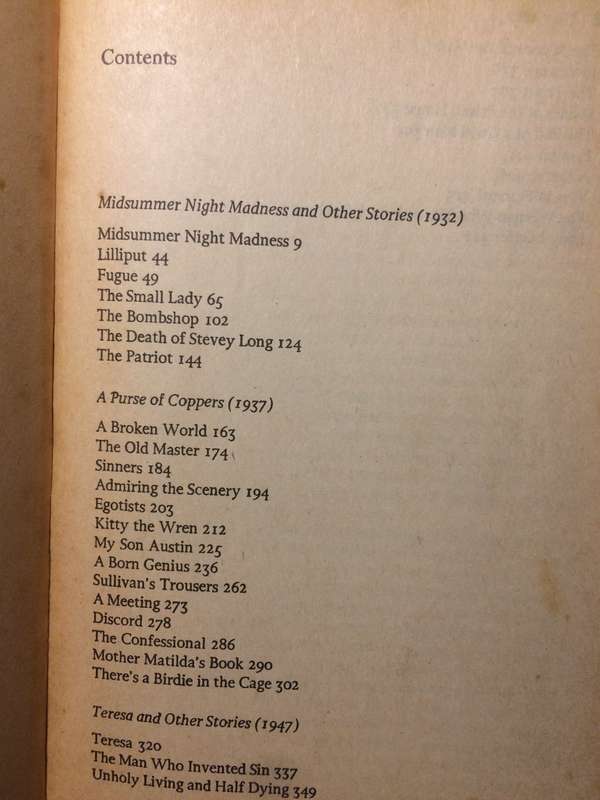 Contents
Midsummer Night Madness and Other Stories (1932)
Midsummer Night Madness 9
Lilliput 44
Fugue 49
The Small Lady 65
The Bombshop 102
The Death of Stevey Long 124
The Patriot 144
A Purse of Coppers (1937)
A Broken World 163
The Old Master 174
Sinners 184
Admiring the Scenery 194
Egotists 203
Kitty the Wren 212
My Son Austin 225
A Born Genius 236
Sullivan's Trousers 262
A Meeting 273
Discord 278
The Confessional 286
Mother Matilda's Book 290
There's a Birdie in the Cage 302
Teresa and Other Stories (1947)
Teresa 320
The Man Who Invented Sin 337
Unholy Living and Half Dying 349